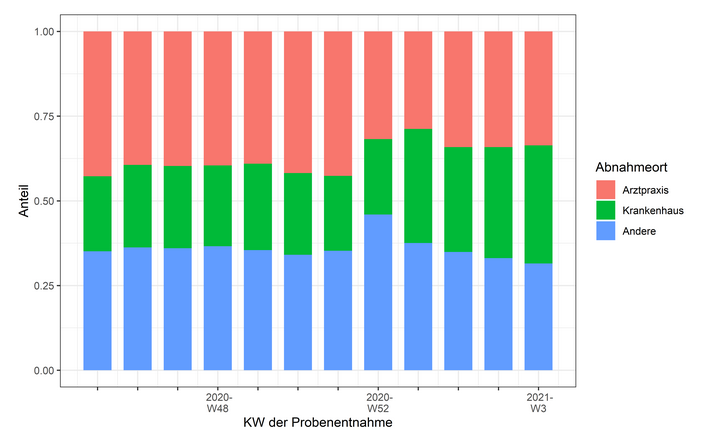 1.00
0.75
0.50
0.25
0.00
Anteil
2020-
W48
2020-
W52
2021-
W3
KW der Probenentnahme
Abnahmeort
Arztpraxis
Krankenhaus
Andere